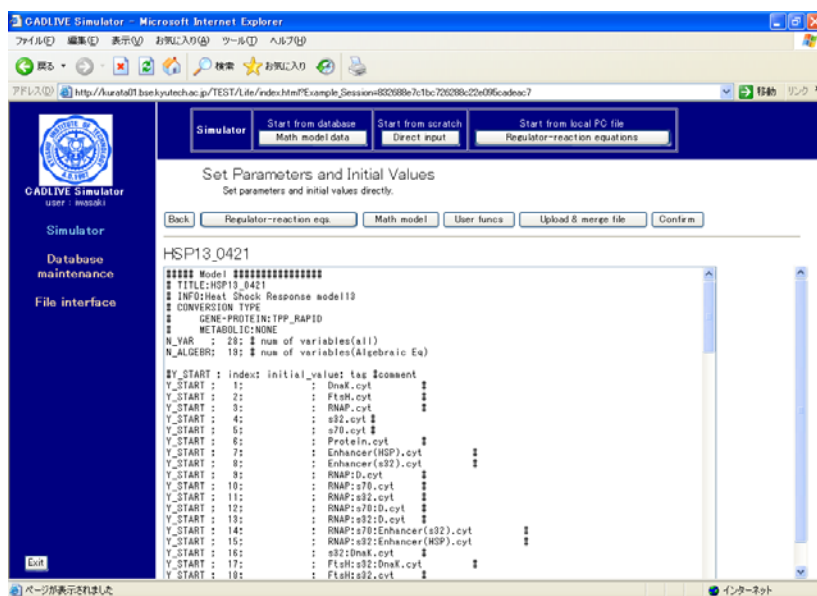 CADLIVE Simulator - Microsoft Internet Explorer
ファイル(F) 編集(E) 表示(V) お気に入り(A) ツール(T) ヘルプ(H)
戻る 検索 お気に入り
アドレス(D) http://kurata01.bse.kyutech.ac.jp/TEST/Life/index.html?Example_Session=832688e7c1bc726288c22e095cadeac7 移動 リンク
Simulator
Start from database
Math model data
Start from scratch
Direct input
Start from local PC file
Regulator-reaction equations
CADLIVE Simulator
user : iwasaki
Simulator
Database
maintenance
File interface
Exit
Set Parameters and Initial Values
Set parameters and initial values directly.
Back Regulator-reaction eqs. Math model User funcs Upload & merge file Confirm
HSP13_0421
##### Model ################
# TITLE:HSP13_0421
# INFO:Heat Shock Response model13
# CONVERSION TYPE
# GENE-PROTEIN:TPP_RAPID
# METABOLIC:NONE
N_VAR : 28; # num of variables(all)
N_ALGEBR: 19; # num of variables(Algebraic Eq)
#Y_START : index: initial_value: tag #comment
Y_START : 1: ; DnaK.cyt #
Y_START : 2: ; FtsH.cyt #
Y_START : 3: ; RNAP.cyt #
Y_START : 4: ; s32.cyt #
Y_START : 5: ; s70.cyt #
Y_START : 6: ; Protein.cyt #
Y_START : 7: ; Enhancer(HSP).cyt #
Y_START : 8: ; Enhancer(s32).cyt #
Y_START : 9: ; RNAP:D.cyt #
Y_START : 10: ; RNAP:s70.cyt #
Y_START : 11: ; RNAP:s32.cyt #
Y_START : 12: ; RNAP:s70:D.cyt #
Y_START : 13: ; RNAP:s32:D.cyt #
Y_START : 14: ; RNAP:s70:Enhancer(s32).cyt #
Y_START : 15: ; RNAP:s32:Enhancer(HSP).cyt #
Y_START : 16: ; s32:DnaK.cyt #
Y_START : 17: ; FtsH:s32:DnaK.cyt #
Y_START : 18: ; FtsH:s32.cyt #
ページが表示されました インターネット